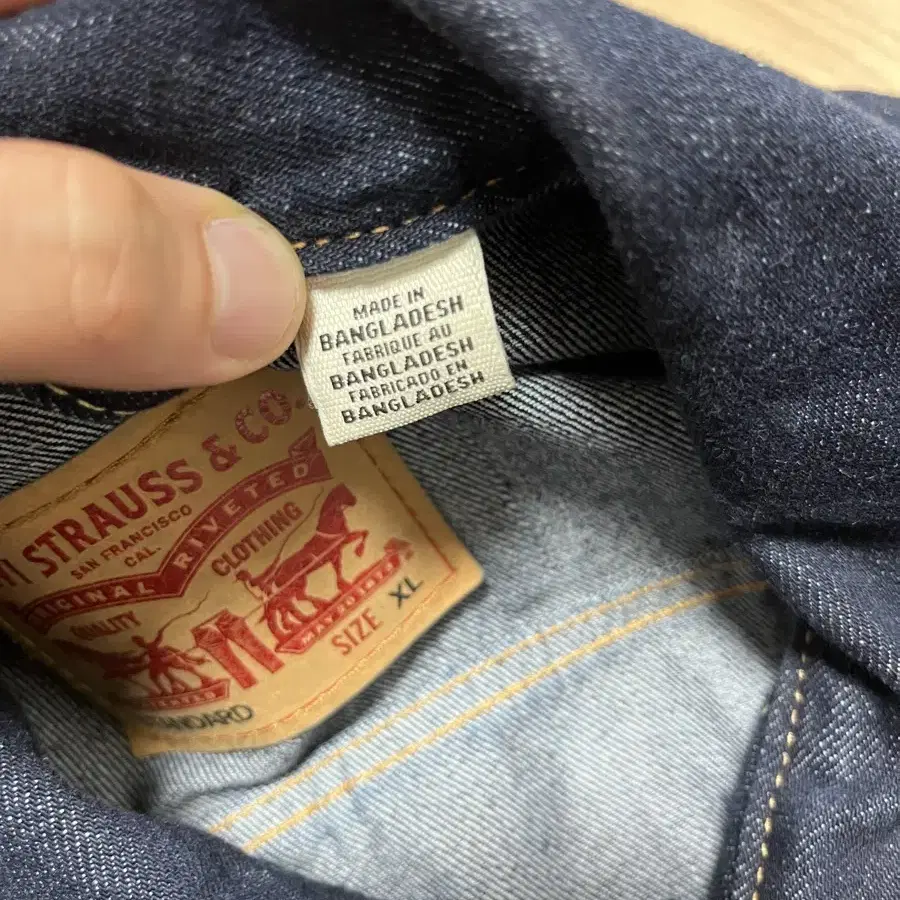 MADE IN
BANGLADESH
FABRIQUE AU
BANGLADESH
FABRICADO EN
BANGLADESH
STRAUSS & CO.
SAN FRANCISCO
CAL.
ORIGINAL RIVETED
QUALITY CLOTHING
SIZE XL